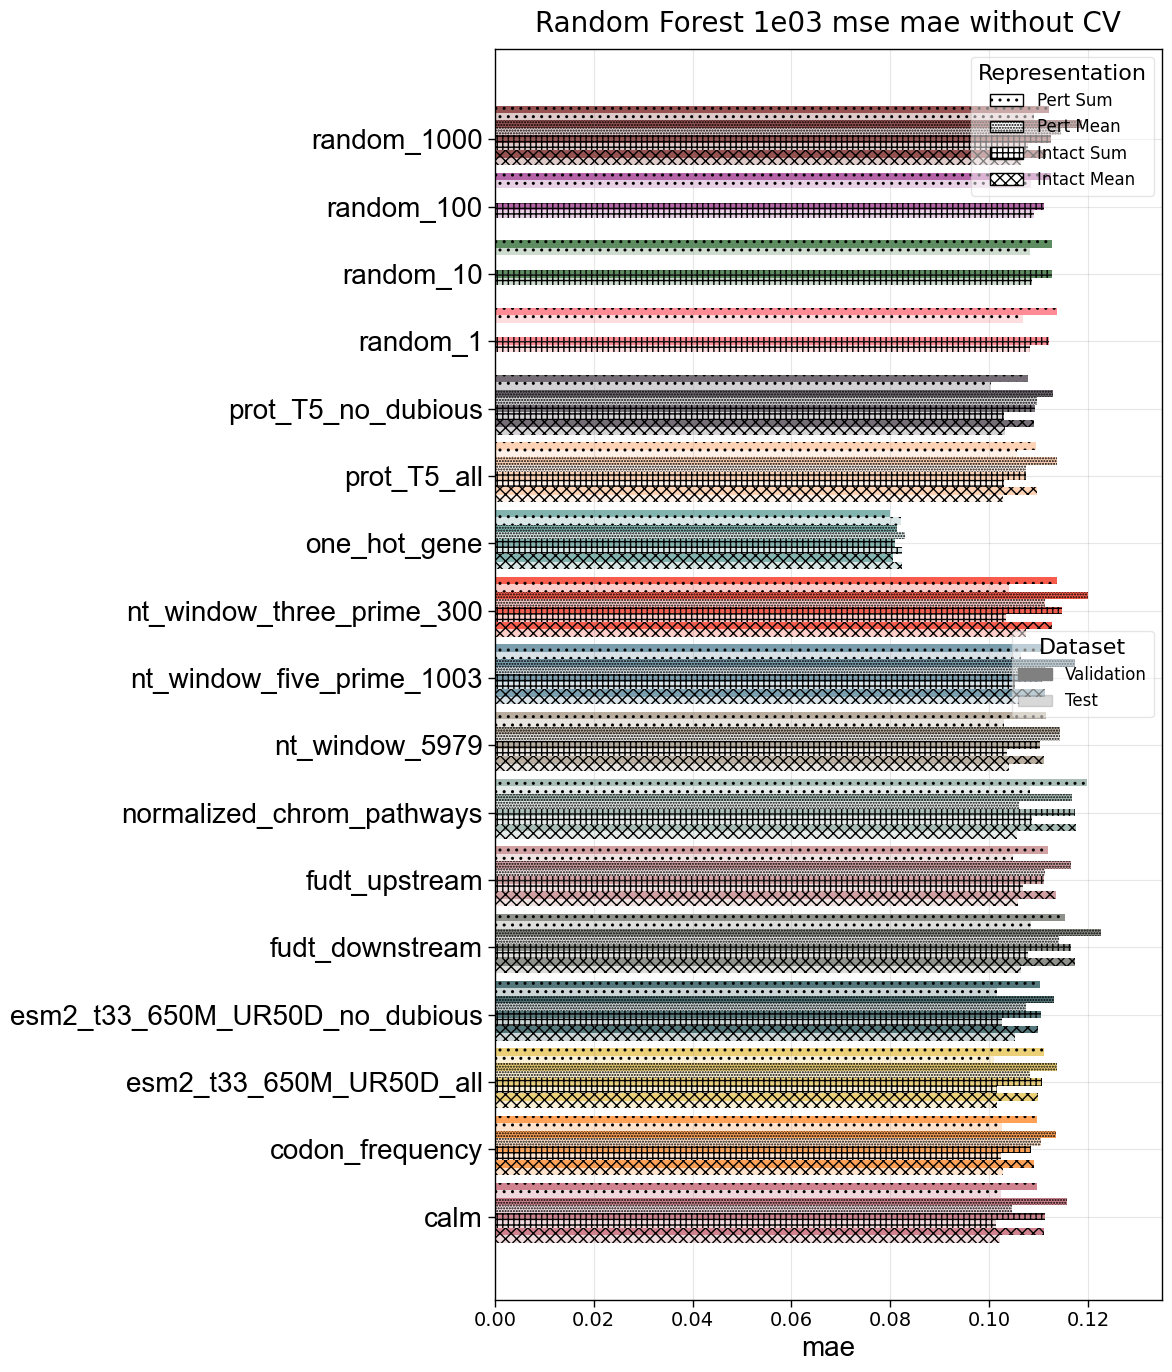 Random Forest 1e03 mse mae without CV
Representation
Pert Sum
Pert Mean
Intact Sum
Intact Mean
random_1000
random_100
random_10
random_1
prot_T5_no_dubious
prot_T5_all
one_hot_gene
nt_window_three_prime_300
Dataset
Validation
Test
nt_window_five_prime_1003
nt_window_5979
normalized_chrom_pathways
fudt_upstream
fudt_downstream
esm2_t33_650M_UR50D_no_dubious
esm2_t33_650M_UR50D_all
codon_frequency
calm
0.00 0.02 0.04 0.06 0.08 0.10 0.12
mae